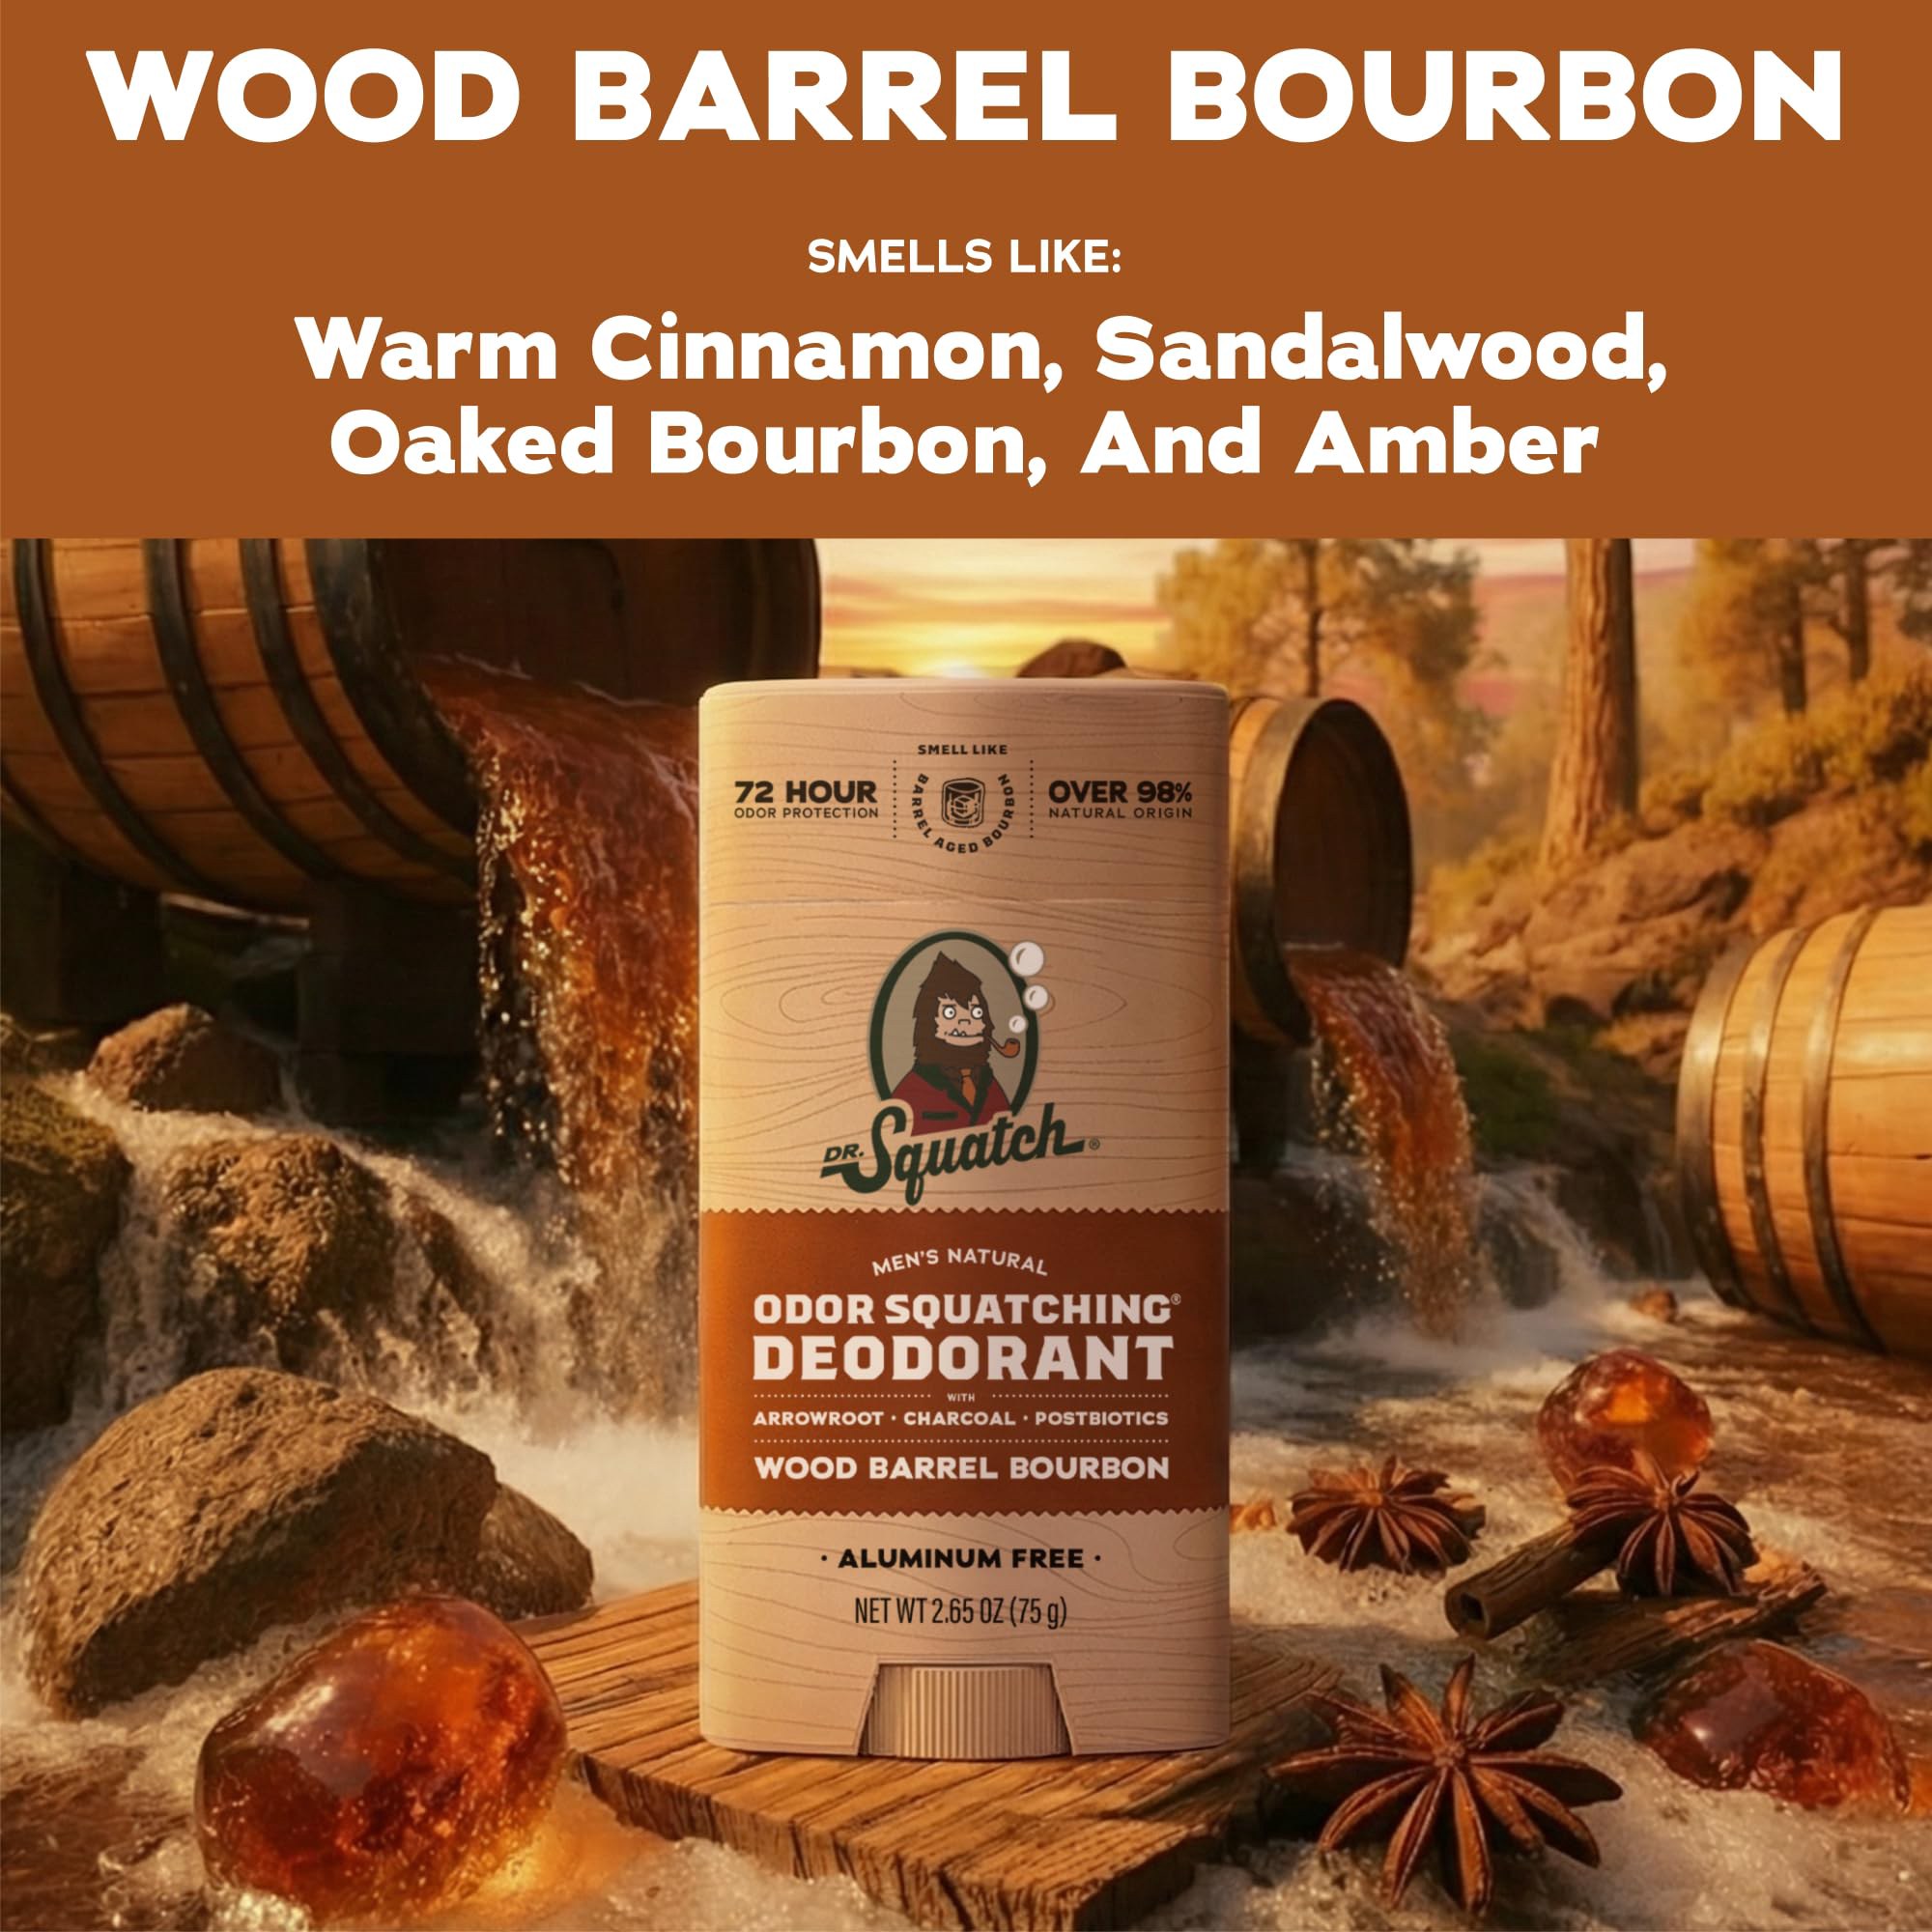 WOOD BARREL BOURBON
SMELLS LIKE:
Warm Cinnamon, Sandalwood,
Oaked Bourbon, And Amber
SMELL LIKE
BARREL AGED BOURBON
72 HOUR
ODOR PROTECTION
OVER 98%
NATURAL ORIGIN
DR. Squatch®
MEN'S NATURAL
ODOR SQUATCHING®
DEODORANT
WITH
ARROWROOT · CHARCOAL · POSTBIOTICS
WOOD BARREL BOURBON
· ALUMINUM FREE ·
NET WT 2.65 OZ (75 g)